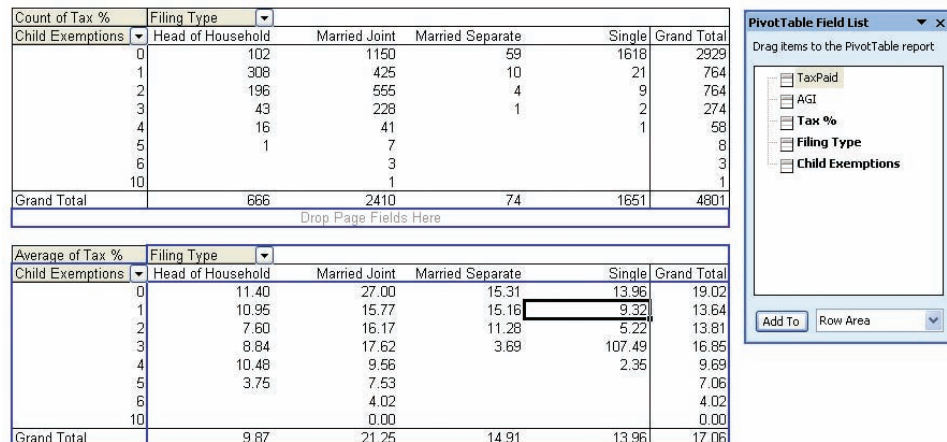 Count of Tax % Filing Type
Child Exemptions Head of Household Married Joint Married Separate Single Grand Total
0 102 1150 59 1618 2929
1 308 425 10 21 764
2 196 555 4 9 764
3 43 228 1 2 274
4 16 41 1 58
5 1 7 8
6 3 3
10 1 1
Grand Total 666 2410 74 1651 4801
Drop Page Fields Here
Average of Tax % Filing Type
Child Exemptions Head of Household Married Joint Married Separate Single Grand Total
0 11.40 27.00 15.31 13.96 19.02
1 10.95 15.77 15.16 9.32 13.64
2 7.60 16.17 11.28 5.22 13.81
3 8.84 17.62 3.69 107.49 16.85
4 10.48 9.56 2.35 9.69
5 3.75 7.53 7.06
6 4.02 4.02
10 0.00 0.00
Grand Total 9.87 21.25 14.91 13.96 17.06
PivotTable Field List
Drag items to the PivotTable report
TaxPaid
AGI
Tax %
Filing Type
Child Exemptions
Add To Row Area